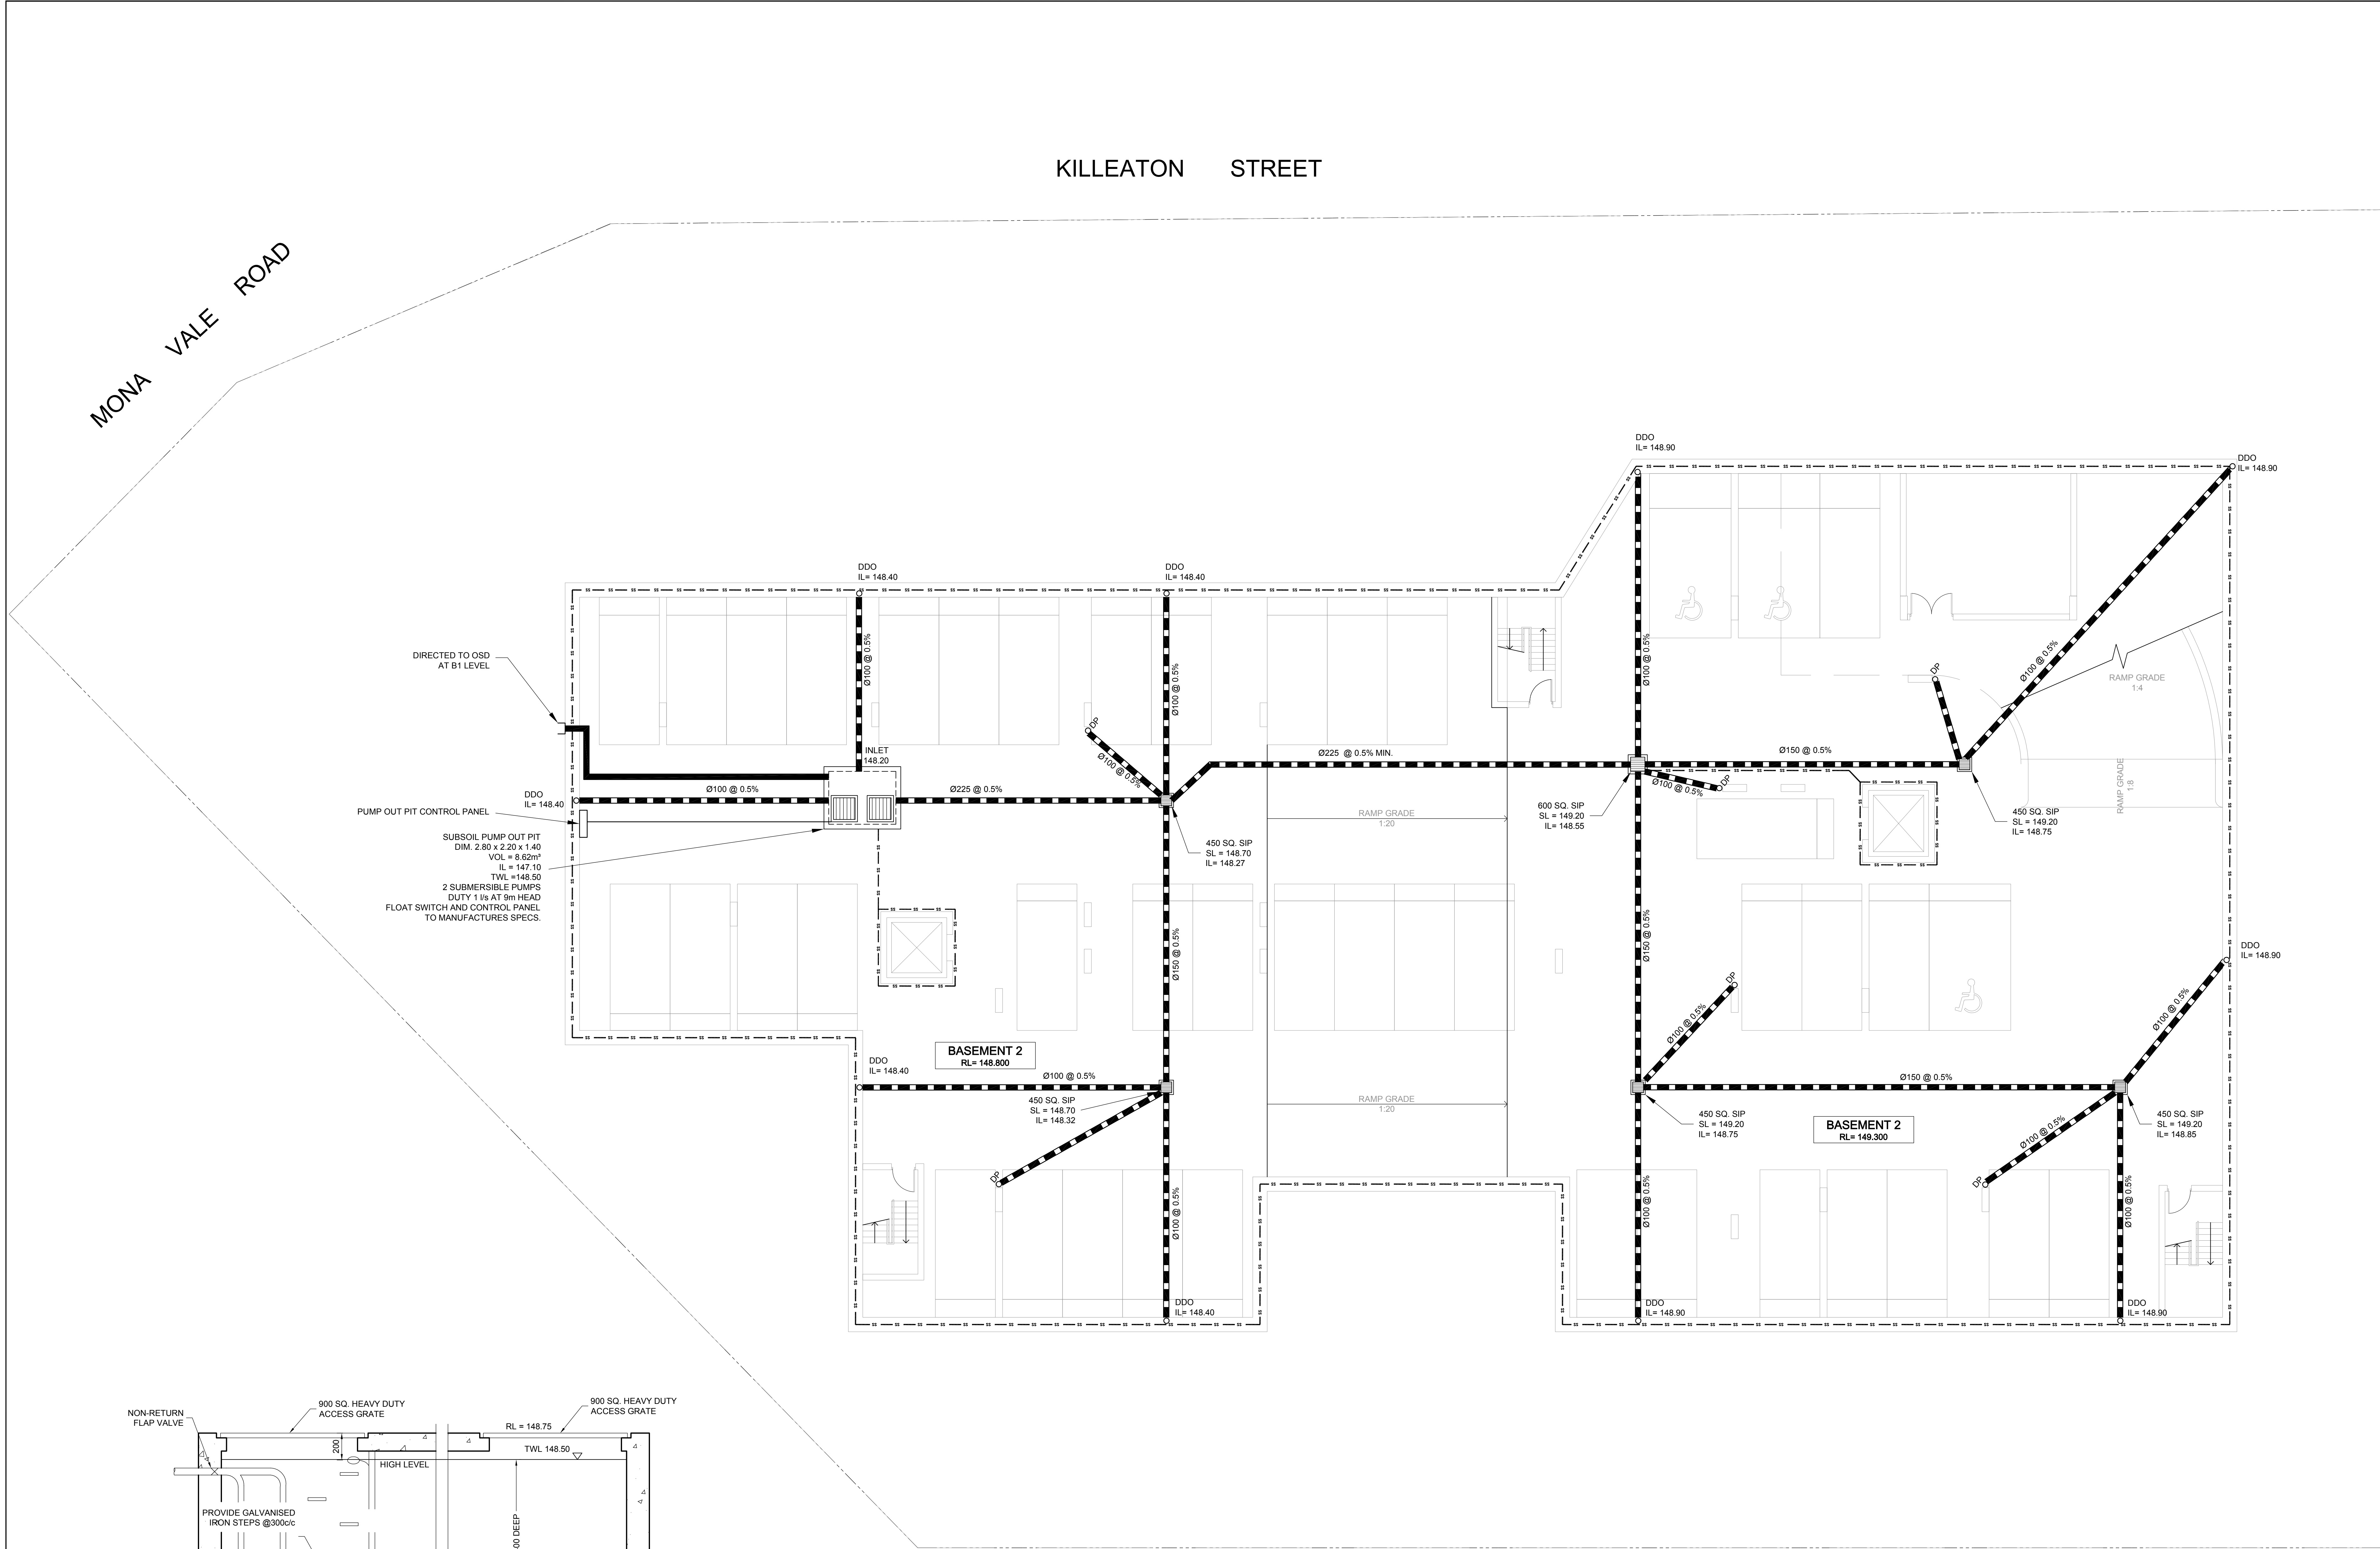 KILLEATON STREET
MONA VALE ROAD
DDO
IL= 148.90
DDO
IL= 148.90
DDO
IL= 148.40
DDO
IL= 148.40
DIRECTED TO OSD
AT B1 LEVEL
Ø100 @ 0.5%
Ø100 @ 0.5%
Ø100 @ 0.5%
Ø100 @ 0.5%
DP
DP
RAMP GRADE
1:4
INLET
148.20
Ø100 @ 0.5%
Ø225 @ 0.5% MIN.
Ø150 @ 0.5%
DP
Ø100 @ 0.5%
RAMP GRADE
1:8
DDO
IL= 148.40
Ø100 @ 0.5%
Ø225 @ 0.5%
PUMP OUT PIT CONTROL PANEL
RAMP GRADE
1:20
600 SQ. SIP
SL = 149.20
IL= 148.55
450 SQ. SIP
SL = 149.20
IL= 148.75
SUBSOIL PUMP OUT PIT
DIM. 2.80 x 2.20 x 1.40
VOL = 8.62m³
IL = 147.10
TWL =148.50
2 SUBMERSIBLE PUMPS
DUTY 1 l/s AT 9m HEAD
FLOAT SWITCH AND CONTROL PANEL
TO MANUFACTURES SPECS.
450 SQ. SIP
SL = 148.70
IL= 148.27
Ø150 @ 0.5%
Ø150 @ 0.5%
DDO
IL= 148.90
DP
Ø100 @ 0.5%
Ø100 @ 0.5%
BASEMENT 2
RL= 148.800
DDO
IL= 148.40
Ø100 @ 0.5%
Ø150 @ 0.5%
450 SQ. SIP
SL = 148.70
IL= 148.32
RAMP GRADE
1:20
450 SQ. SIP
SL = 149.20
IL= 148.75
BASEMENT 2
RL= 149.300
450 SQ. SIP
SL = 149.20
IL= 148.85
Ø100 @ 0.5%
DP
DP
Ø100 @ 0.5%
Ø100 @ 0.5%
Ø100 @ 0.5%
DDO
IL= 148.40
DDO
IL= 148.90
DDO
IL= 148.90
NON-RETURN
FLAP VALVE
900 SQ. HEAVY DUTY
ACCESS GRATE
900 SQ. HEAVY DUTY
ACCESS GRATE
RL = 148.75
200
TWL 148.50
HIGH LEVEL
PROVIDE GALVANISED
IRON STEPS @300c/c